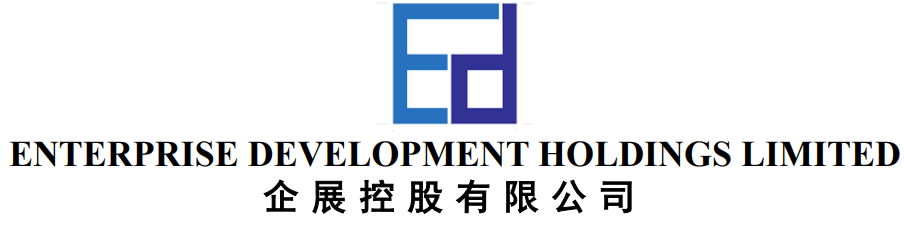 Ed
ENTERPRISE DEVELOPMENT HOLDINGS LIMITED
企展控股有限公司